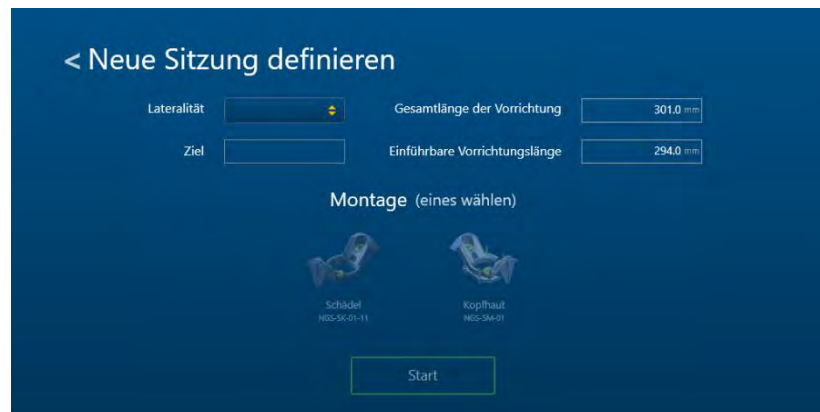 < Neue Sitzung definieren
Lateralität Gesamtlänge der Vorrichtung 301.0 mm
Ziel Einführbare Vorrichtungslänge 294.0 mm
Montage (eines wählen)
Schädel Kopfhaut
NGS-SK-01-11 NGS-SM-01
Start